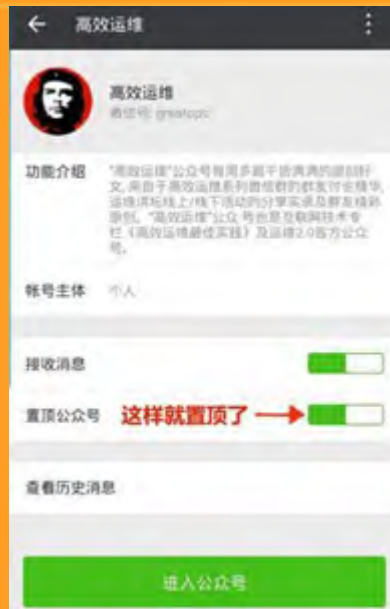 高效运维
高效运维
微信号: greatops
功能介绍
"高效运维"公众号每周多篇干货满满的原创好
文,来自于高效运维系列微信群的群友讨论精华、
运维讲坛线上/线下活动的分享实录及群友精彩
原创。"高效运维"公众号也是互联网技术专
栏《高效运维最佳实践》及运维2.0官方公众
号。
帐号主体 个人
接收消息
置顶公众号 这样就置顶了
查看历史消息
进入公众号